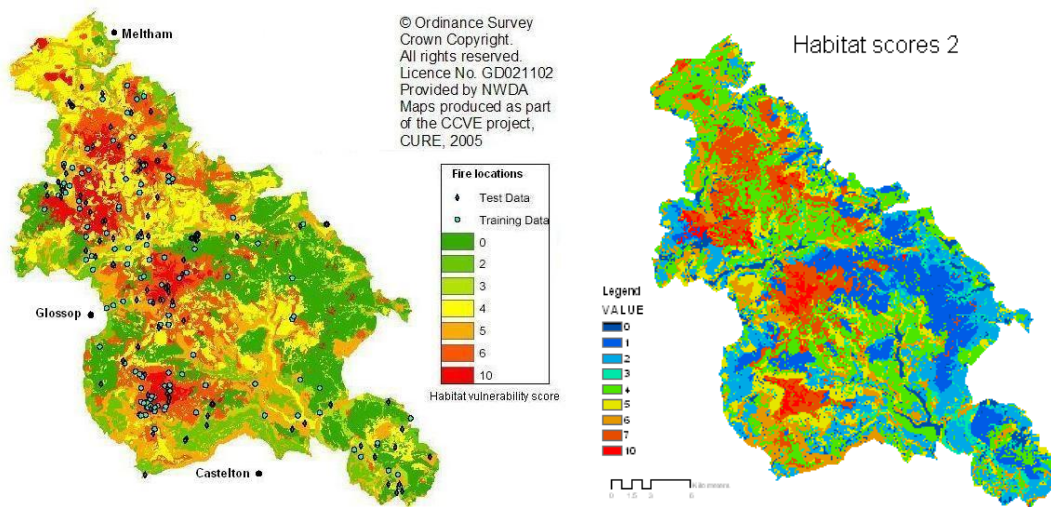 Meltham
© Ordinance Survey
Crown Copyright.
All rights reserved.
Licence No. GD021102
Provided by NWDA
Maps produced as part
of the CCVE project,
CURE, 2005
Fire locations
Test Data
Training Data
0
2
3
4
5
6
10
Habitat vulnerability score
Glossop
Castelton
Habitat scores 2
Legend
VALUE
0
1
2
3
4
5
6
7
10
Kilometers
0 1.5 3 6